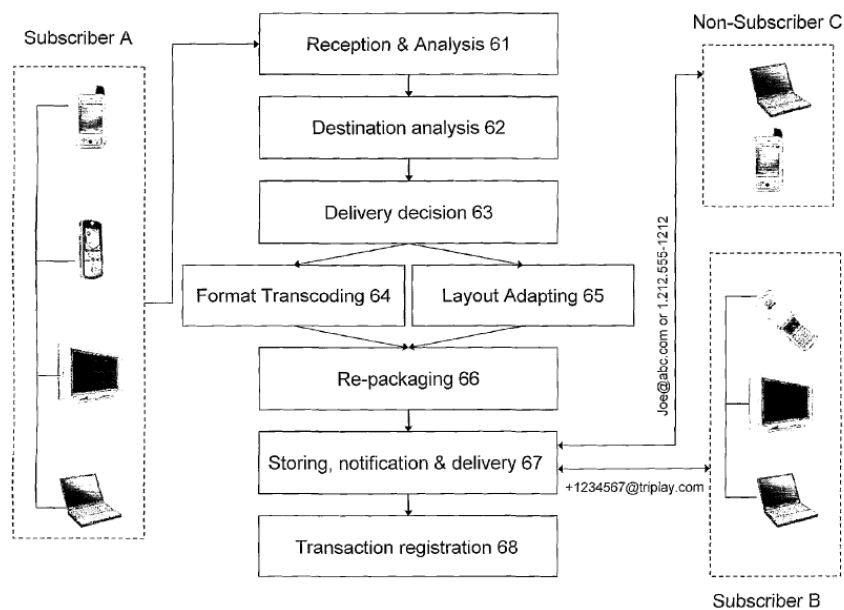 Subscriber A
Reception & Analysis 61
Non-Subscriber C
Destination analysis 62
Delivery decision 63
Format Transcoding 64
Layout Adapting 65
Joe@abc.com or 1.212.555-1212
Re-packaging 66
Storing, notification & delivery 67
+1234567@triplay.com
Transaction registration 68
Subscriber B